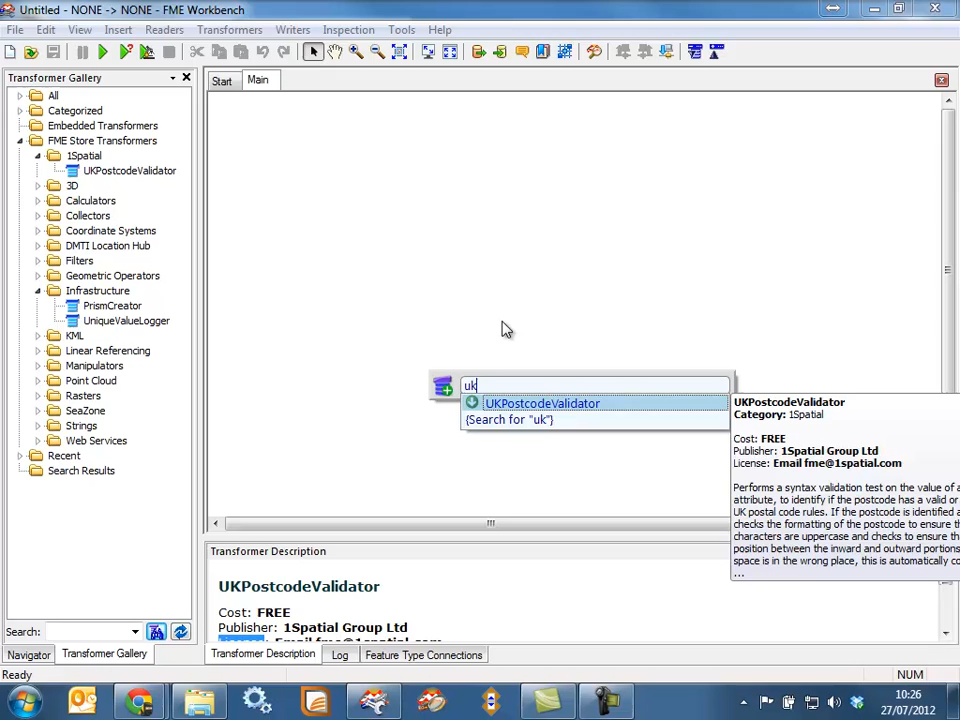 Untitled - NONE -> NONE - FME Workbench
File Edit View Insert Readers Transformers Writers Inspection Tools Help
Transformer Gallery
Start Main
All
Categorized
Embedded Transformers
FME Store Transformers
1Spatial
UKPostcodeValidator
3D
Calculators
Collectors
Coordinate Systems
DMTI Location Hub
Filters
Geometric Operators
Infrastructure
PrismCreator
UniqueValueLogger
KML
Linear Referencing
Manipulators
Point Cloud
Rasters
SeaZone
Strings
Web Services
Recent
Search Results
uk
UKPostcodeValidator
{Search for "uk"}
UKPostcodeValidator
Category: 1Spatial
Cost: FREE
Publisher: 1Spatial Group Ltd
License: Email fme@1spatial.com
Performs a syntax validation test on the value of a
attribute, to identify if the postcode has a valid or
UK postal code rules. If the postcode is identified a
checks the formatting of the postcode to ensure the
characters are uppercase and checks to ensure th
position between the inward and outward portions
space is in the wrong place, this is automatically co
...
Transformer Description
UKPostcodeValidator
Cost: FREE
Publisher: 1Spatial Group Ltd
License: Email fme@1spatial.com
Search:
Navigator Transformer Gallery
Transformer Description Log Feature Type Connections
Ready
NUM
10:26
27/07/2012